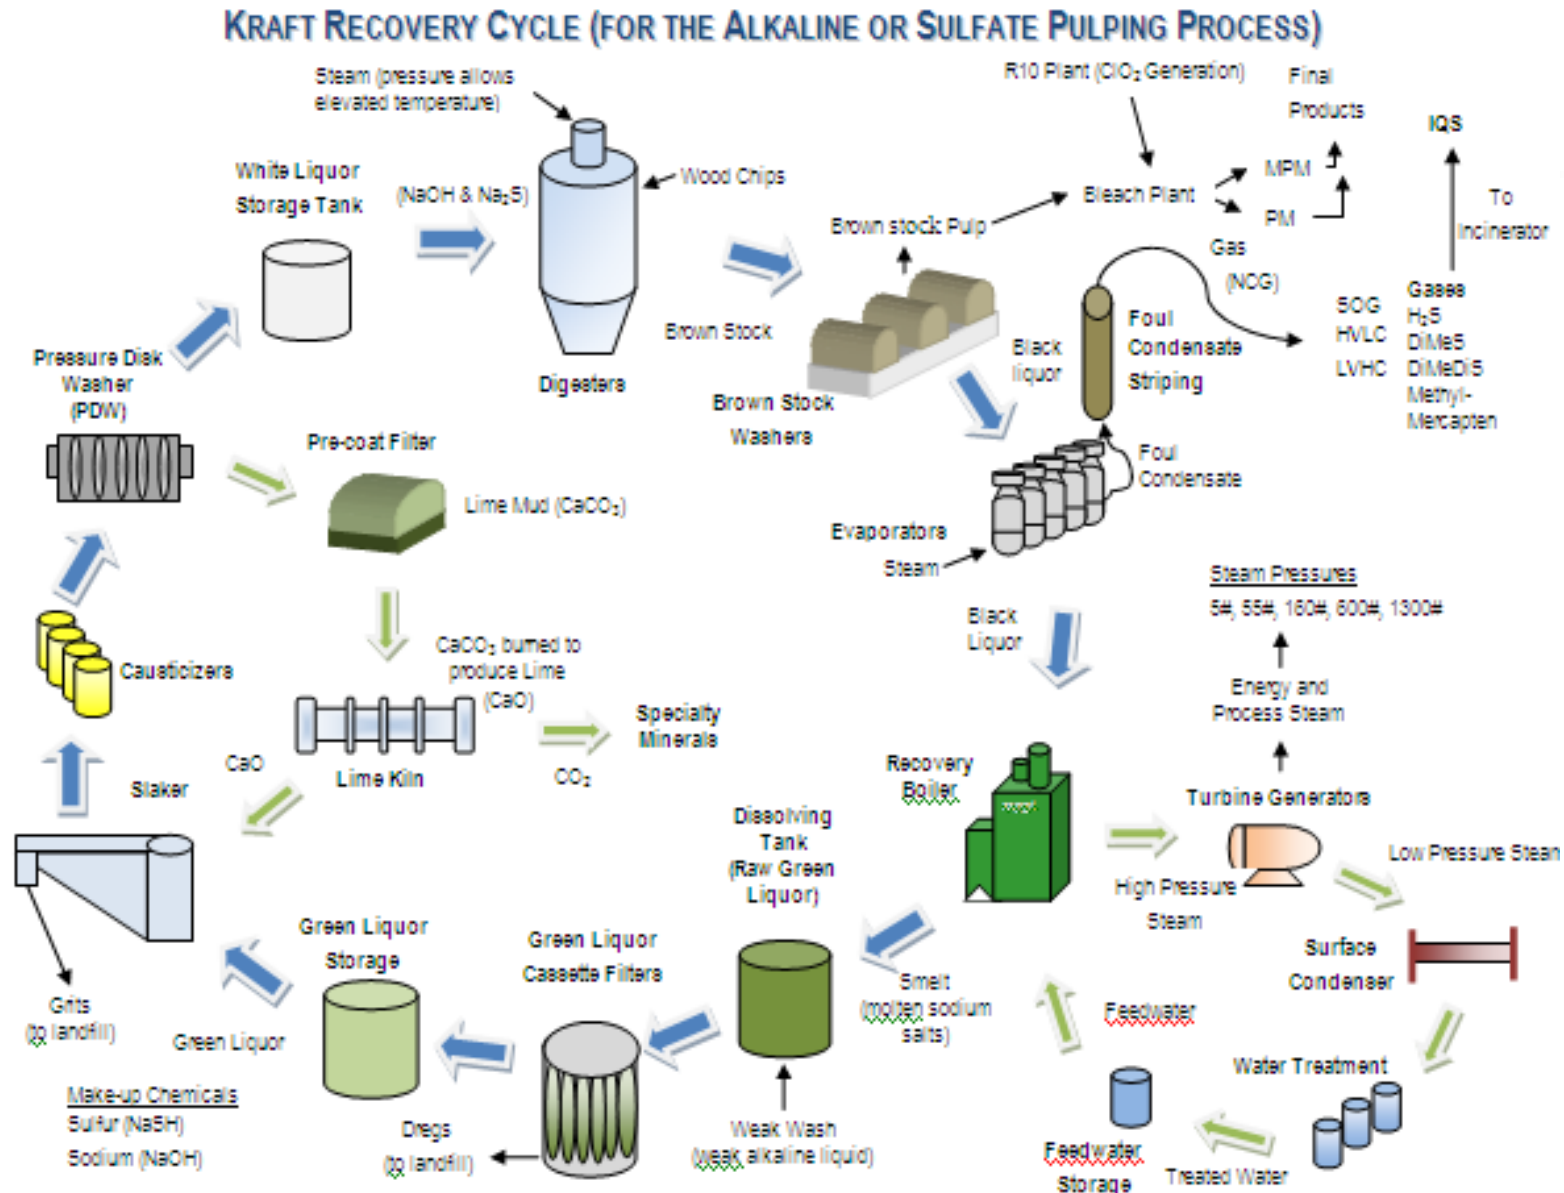 KRAFT RECOVERY CYCLE (FOR THE ALKALINE OR SULFATE PULPING PROCESS)
Steam (pressure allows
elevated temperature)
R10 Plant (ClO₂ Generation)
Final
Products
IQS
White Liquor
Storage Tank
(NaOH & Na₂S)
Wood Chips
Brown stock Pulp
Bleach Plant
MPM
PM
To
Incinerator
Gas
(NCG)
Brown Stock
Digesters
Brown Stock
Washers
Black
liquor
Foul
Condensate
Striping
SOG
HVLC
LVHC
Gases
H₂S
DiMeS
DiMeDiS
Methyl-
Mercapten
Pressure Disk
Washer
(PDW)
Pre-coat Filter
Lime Mud (CaCO₃)
Foul
Condensate
Evaporators
Steam
Steam Pressures
5#, 55#, 160#, 600#, 1300#
Black
Liquor
Causticizers
CaCO₃ burned to
produce Lime
(CaO)
Energy and
Process Steam
Specialty
Minerals
CO₂
Lime Kiln
CaO
Slaker
Recovery
Boiler
Turbine Generators
Dissolving
Tank
(Raw Green
Liquor)
High Pressure
Steam
Low Pressure Steam
Green Liquor
Storage
Green Liquor
Cassette Filters
Surface
Condenser
Smelt
(molten sodium
salts)
Feedwater
Grits
(to landfill)
Green Liquor
Water Treatment
Make-up Chemicals
Sulfur (NaSH)
Sodium (NaOH)
Dregs
(to landfill)
Weak Wash
(weak alkaline liquid)
Feedwater
Storage
Treated Water